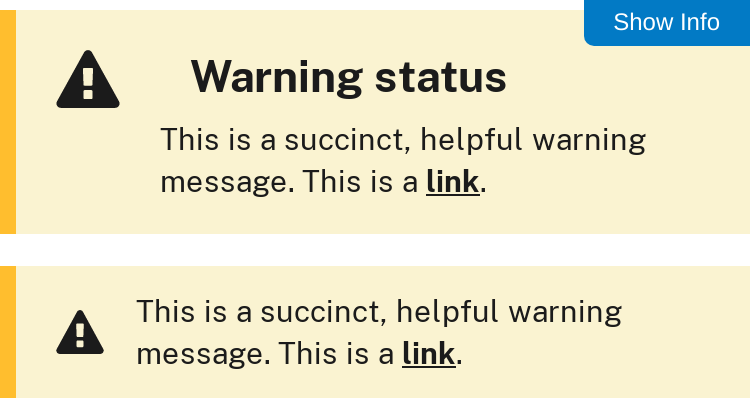 Show Info
Warning status
This is a succinct, helpful warning
message. This is a link.
This is a succinct, helpful warning
message. This is a link.